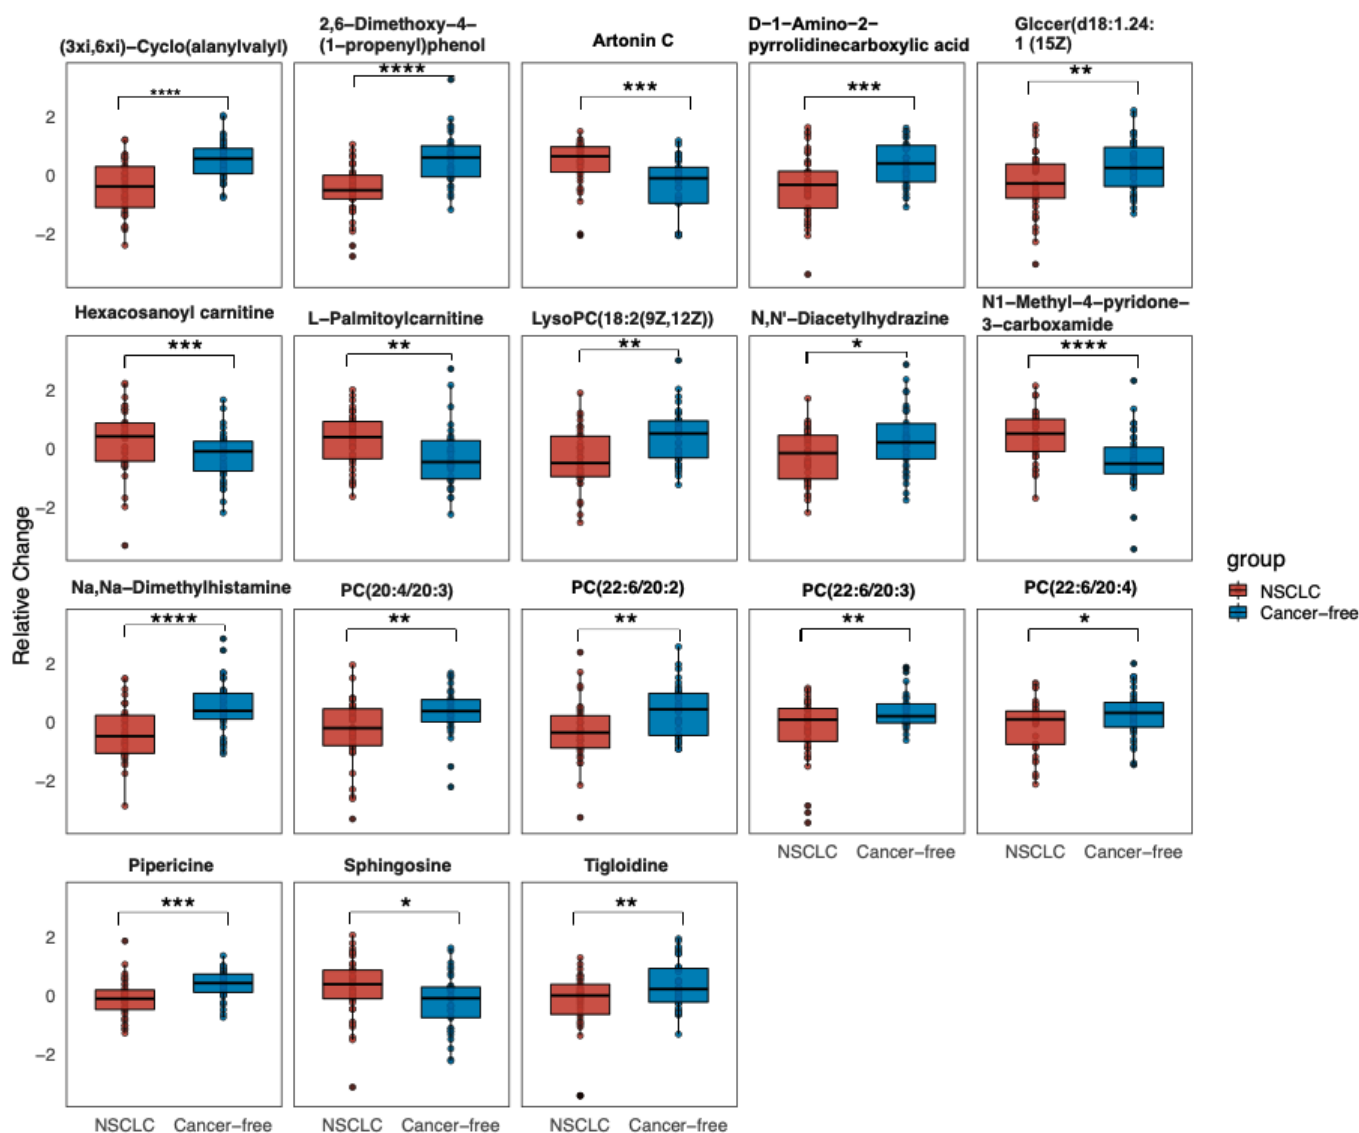 (3xi,6xi)−Cyclo(alanylvalyl)
2,6−Dimethoxy−4−
(1−propenyl)phenol
Artonin C
D−1−Amino−2−
pyrrolidinecarboxylic acid
Glccer(d18:1.24:
1 (15Z)
****
****
***
***
**
2
0
−2
Hexacosanoyl carnitine
L−Palmitoylcarnitine
LysoPC(18:2(9Z,12Z))
N,N'−Diacetylhydrazine
N1−Methyl−4−pyridone−
3−carboxamide
***
**
**
*
****
2
0
−2
Relative Change
Na,Na−Dimethylhistamine
PC(20:4/20:3)
PC(22:6/20:2)
PC(22:6/20:3)
PC(22:6/20:4)
****
**
**
**
*
2
0
−2
NSCLC Cancer−free
NSCLC Cancer−free
Pipericine
Sphingosine
Tigloidine
***
*
**
2
0
−2
NSCLC Cancer−free
NSCLC Cancer−free
NSCLC Cancer−free
group
NSCLC
Cancer−free